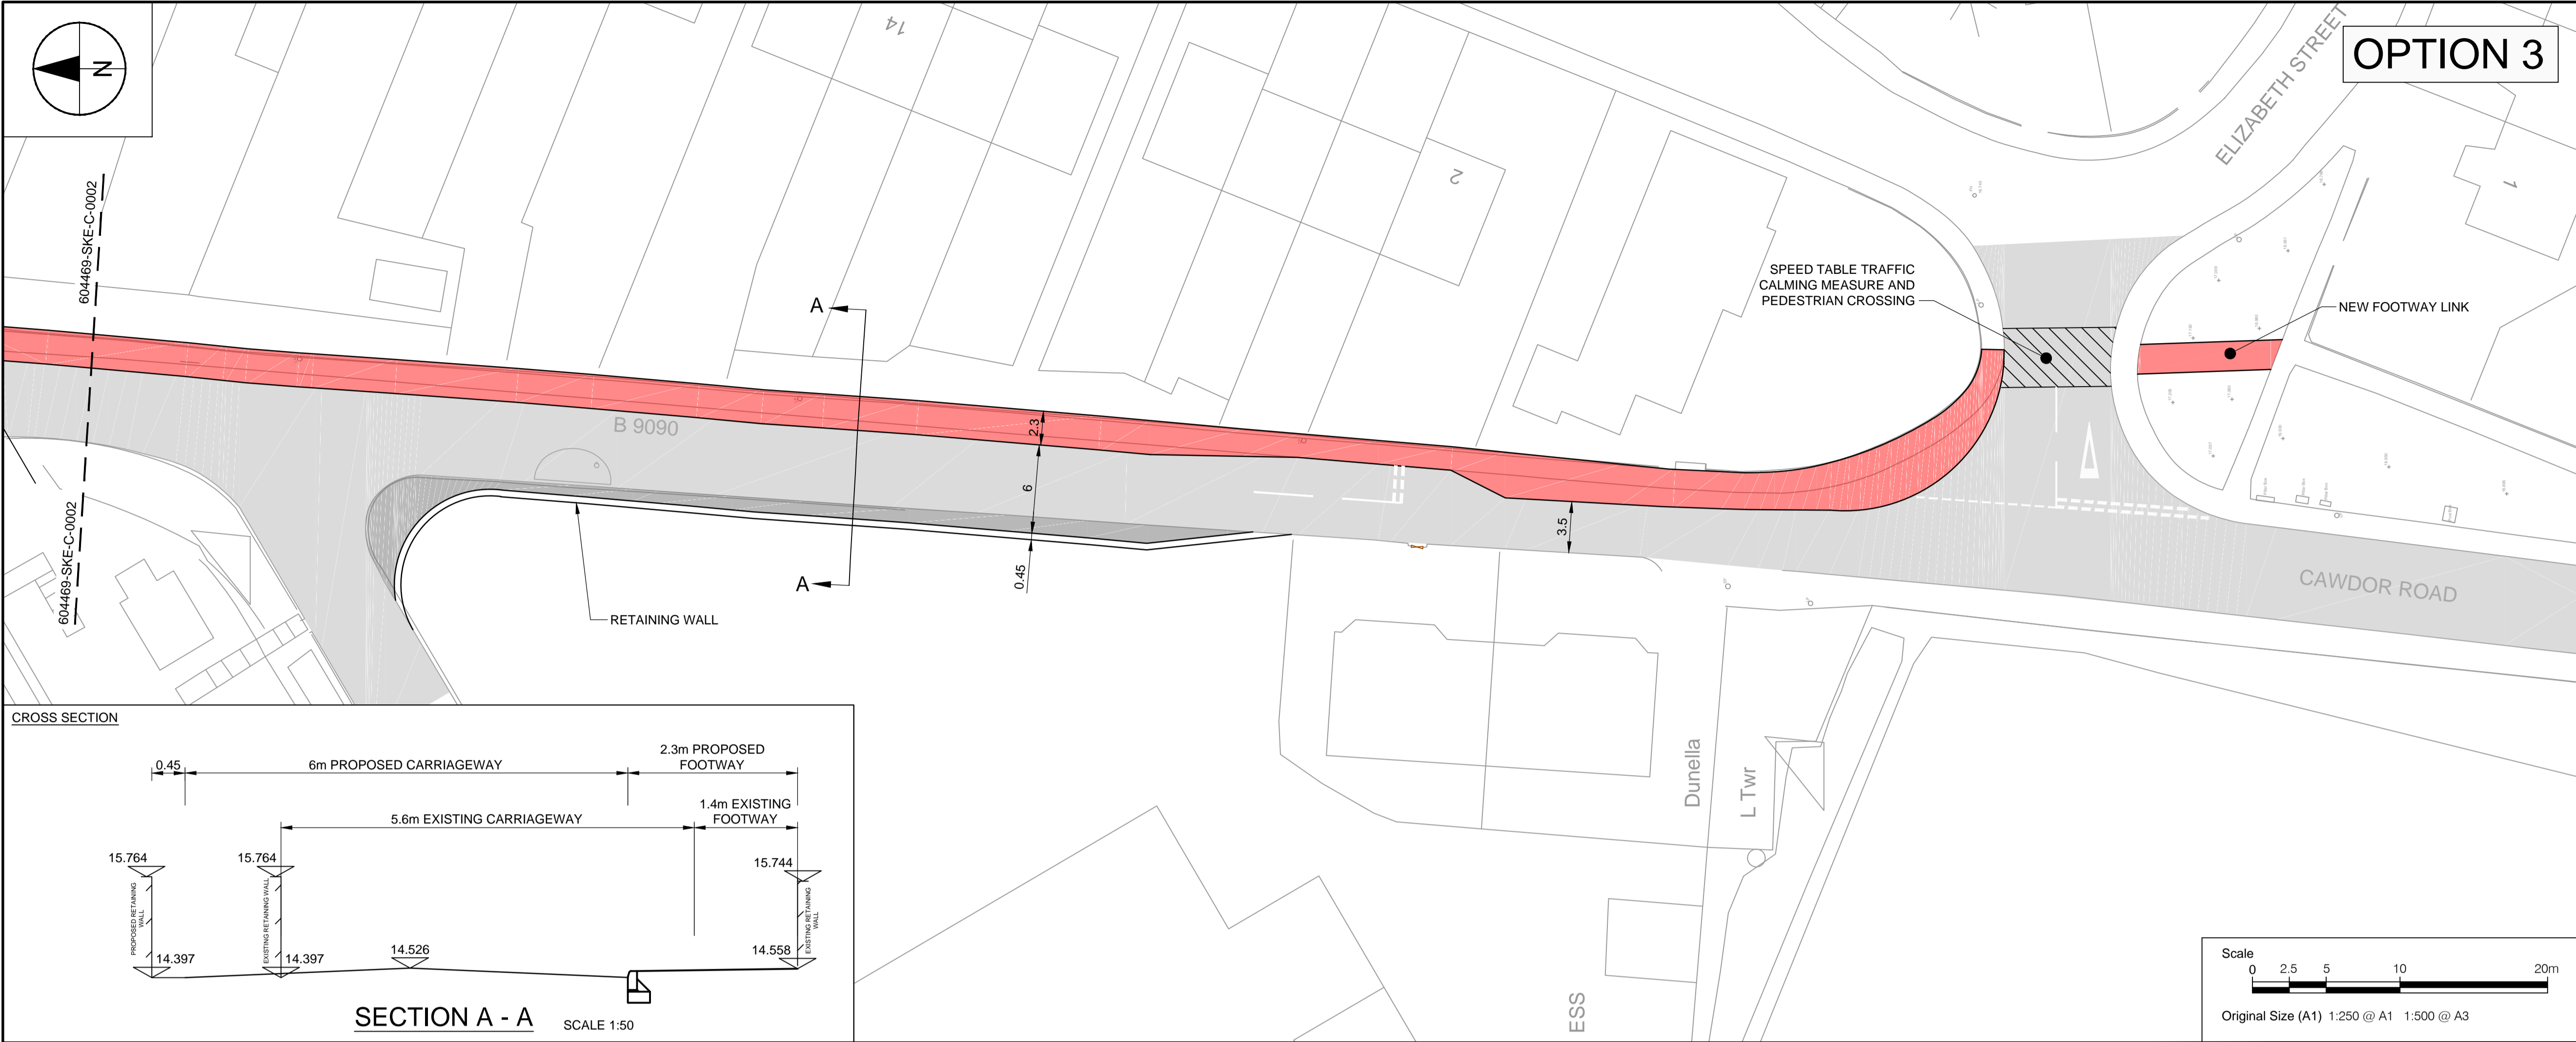 N
OPTION 3
ELIZABETH STREET
14
2
1
604469-SKE-C-0002
604469-SKE-C-0002
A
A
B 9090
2.3
6
0.45
3.5
SPEED TABLE TRAFFIC
CALMING MEASURE AND
PEDESTRIAN CROSSING
NEW FOOTWAY LINK
RETAINING WALL
CAWDOR ROAD
Dunella
L Twr
ESS
CROSS SECTION
0.45
6m PROPOSED CARRIAGEWAY
2.3m PROPOSED
FOOTWAY
5.6m EXISTING CARRIAGEWAY
1.4m EXISTING
FOOTWAY
15.764
15.764
15.744
PROPOSED RETAINING
WALL
EXISTING RETAINING WALL
EXISTING RETAINING
WALL
14.397
14.397
14.526
14.558
SECTION A - A
SCALE 1:50
Scale
0 2.5 5 10 20m
Original Size (A1) 1:250 @ A1 1:500 @ A3